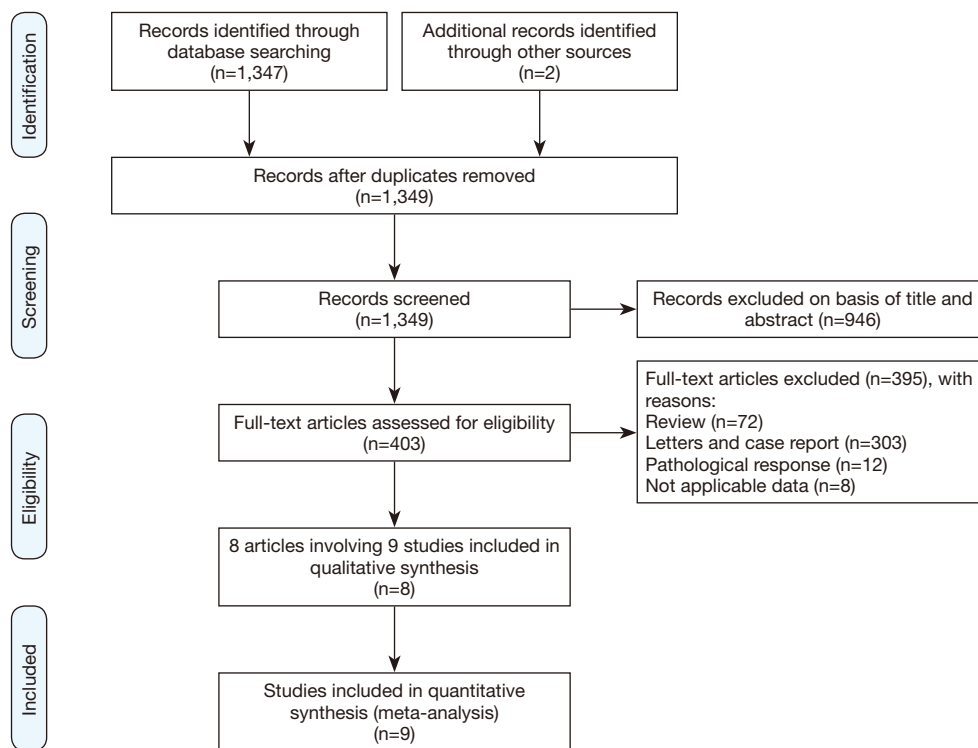 Identification
Records identified through
database searching
(n=1,347)
Additional records identified
through other sources
(n=2)
Records after duplicates removed
(n=1,349)
Screening
Records screened
(n=1,349)
Records excluded on basis of title and
abstract (n=946)
Eligibility
Full-text articles assessed for eligibility
(n=403)
Full-text articles excluded (n=395), with
reasons:
Review (n=72)
Letters and case report (n=303)
Pathological response (n=12)
Not applicable data (n=8)
8 articles involving 9 studies included in
qualitative synthesis
(n=8)
Included
Studies included in quantitative
synthesis (meta-analysis)
(n=9)